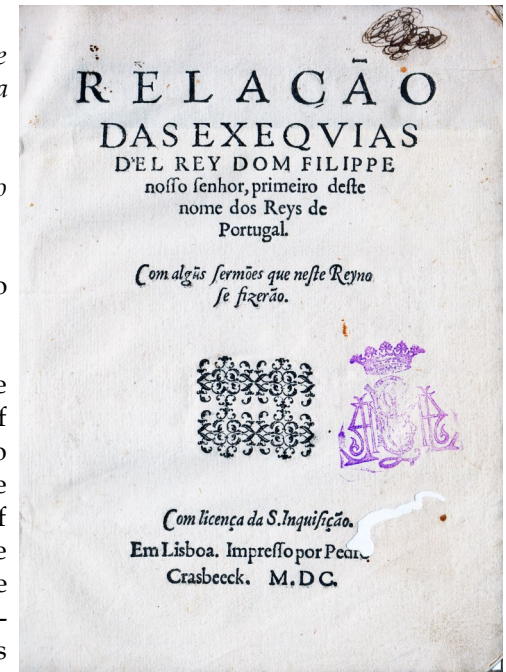 RELACÃO
DAS EXEQVIAS
D'EL REY DOM FILIPPE
noſſo ſenhor, primeiro deſte
nome dos Reys de
Portugal.
Com algũs ſermões que neſte Reyno
ſe fizerão.
Com licença da S. Inquiſição.
Em Lisboa. Impreſſo por Pedro
Crasbeeck. M.DC.